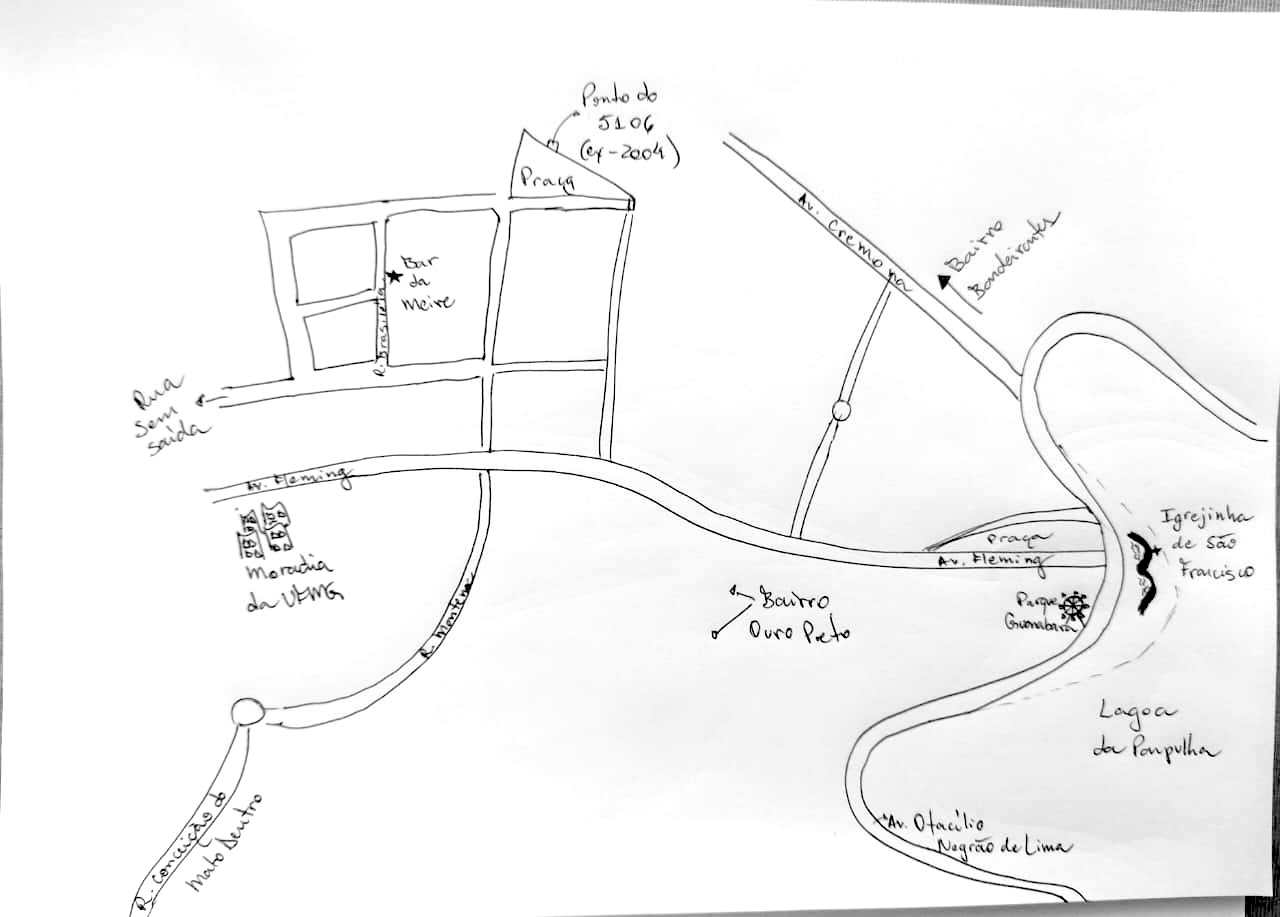 Ponto do
5106
(ex-2004)
Praça
Av. Cremona
Bairro
Bandeirantes
Bar
da
Meire
R. Brasileia
Rua
Sem
saída
Av. Fleming
Moradia
da UFMG
R. Montene
Praça
Av. Fleming
Igrejinha
de São
Francisco
Parque
Guanabara
Bairro
Ouro Preto
Lagoa
da Pampulha
R. Conceição do
Mato Dentro
Av. Otacílio
Negrão de Lima